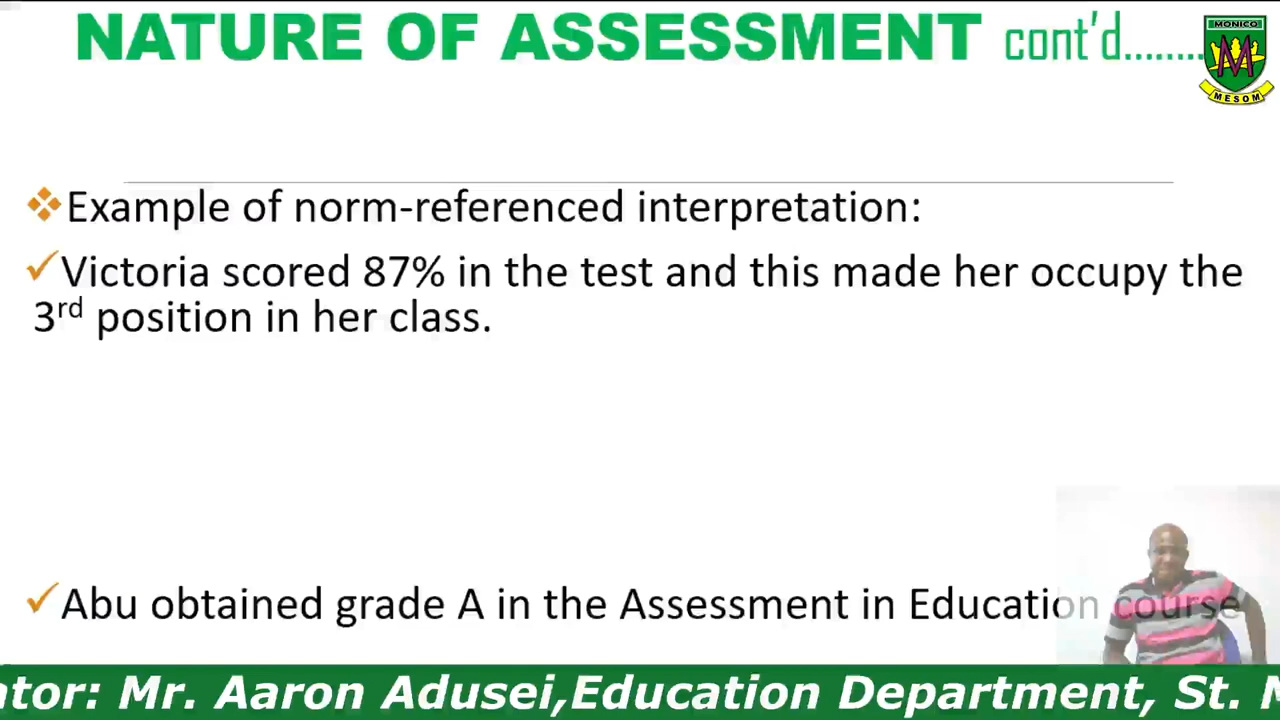 NATURE OF ASSESSMENT cont'd........
MONICO
M
MESOM
Example of norm-referenced interpretation:
Victoria scored 87% in the test and this made her occupy the
3rd position in her class.
Abu obtained grade A in the Assessment in Education course
ator: Mr. Aaron Adusei,Education Department, St. M